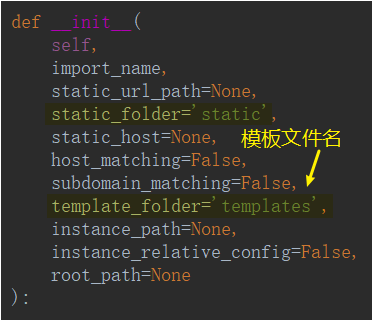 def __init__(
self,
import_name,
static_url_path=None,
static_folder='static',
static_host=None,
模板文件名
host_matching=False,
subdomain_matching=False,
template_folder='templates',
instance_path=None,
instance_relative_config=False,
root_path=None
):